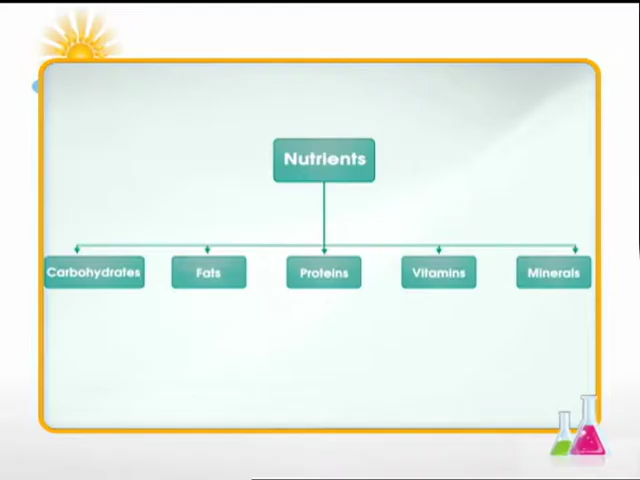 Nutrients
Carbohydrates
Fats
Proteins
Vitamins
Minerals